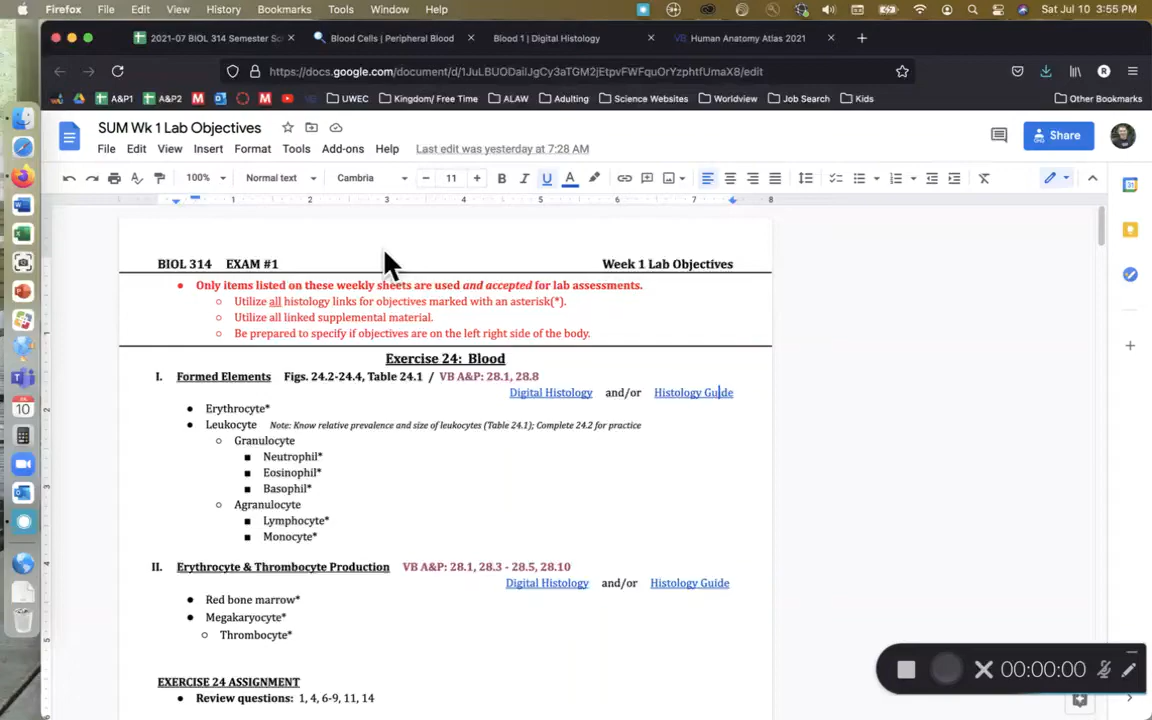 Firefox File Edit View History Bookmarks Tools Window Help Sat Jul 10 3:55 PM
2021-07 BIOL 314 Semester Sc
Blood Cells | Peripheral Blood
Blood 1 | Digital Histology
Human Anatomy Atlas 2021
https://docs.google.com/document/d/1JuLBUODailJgCy3aTGM2jEtpvFWFquOrYzphtfUmaX8/edit
A&P1 A&P2 UWEC Kingdom/ Free Time ALAW Adulting Science Websites Worldview Job Search Kids Other Bookmarks
SUM Wk 1 Lab Objectives
Share
File Edit View Insert Format Tools Add-ons Help Last edit was yesterday at 7:28 AM
100% Normal text Cambria 11
1 2 3 4 5 6 7 8
BIOL 314 EXAM #1 Week 1 Lab Objectives
• Only items listed on these weekly sheets are used and accepted for lab assessments.
○ Utilize all histology links for objectives marked with an asterisk(*).
○ Utilize all linked supplemental material.
○ Be prepared to specify if objectives are on the left right side of the body.
Exercise 24: Blood
I. Formed Elements Figs. 24.2-24.4, Table 24.1 / VB A&P: 28.1, 28.8
Digital Histology and/or Histology Guide
• Erythrocyte*
• Leukocyte Note: Know relative prevalence and size of leukocytes (Table 24.1); Complete 24.2 for practice
○ Granulocyte
■ Neutrophil*
■ Eosinophil*
■ Basophil*
○ Agranulocyte
■ Lymphocyte*
■ Monocyte*
II. Erythrocyte & Thrombocyte Production VB A&P: 28.1, 28.3 - 28.5, 28.10
Digital Histology and/or Histology Guide
• Red bone marrow*
• Megakaryocyte*
○ Thrombocyte*
EXERCISE 24 ASSIGNMENT
• Review questions: 1, 4, 6-9, 11, 14
00:00:00